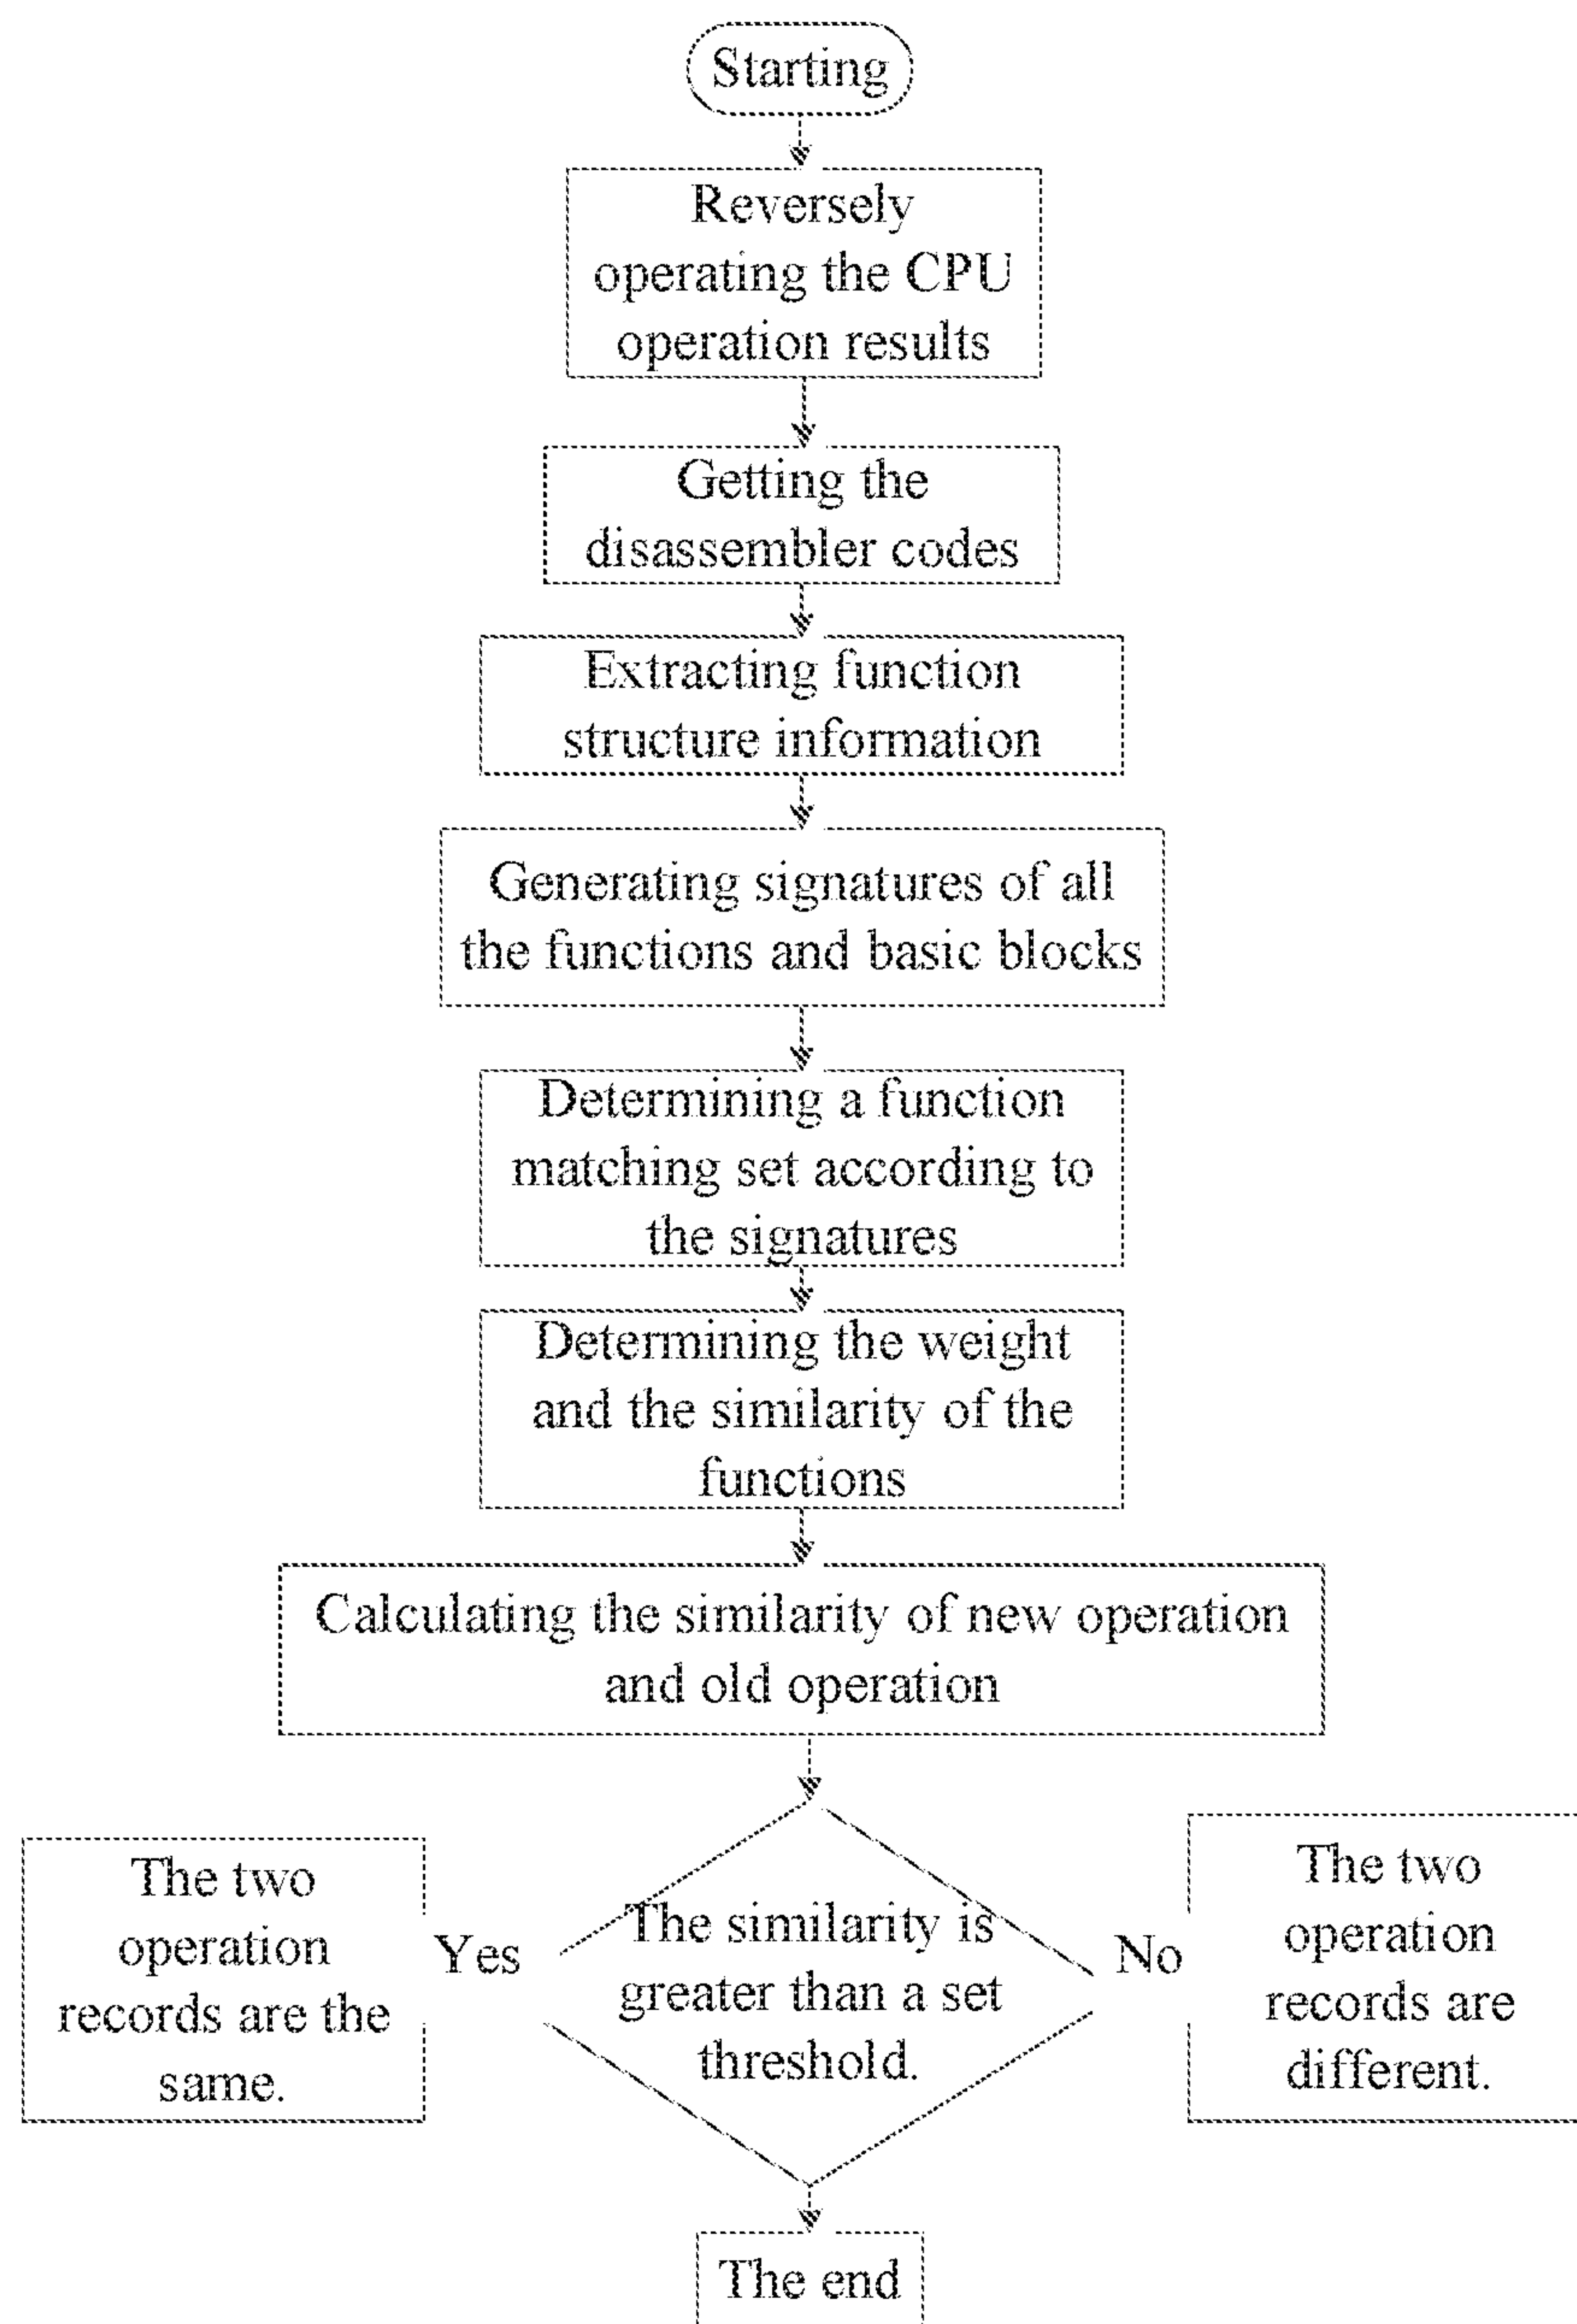 Starting
Reversely
operating the CPU
operation results
Getting the
disassembler codes
Extracting function
structure information
Generating signatures of all
the functions and basic blocks
Determining a function
matching set according to
the signatures
Determining the weight
and the similarity of the
functions
Calculating the similarity of new operation
and old operation
The two
operation
records are the
same.
Yes
The similarity is
greater than a set
threshold.
No
The two
operation
records are
different.
The end